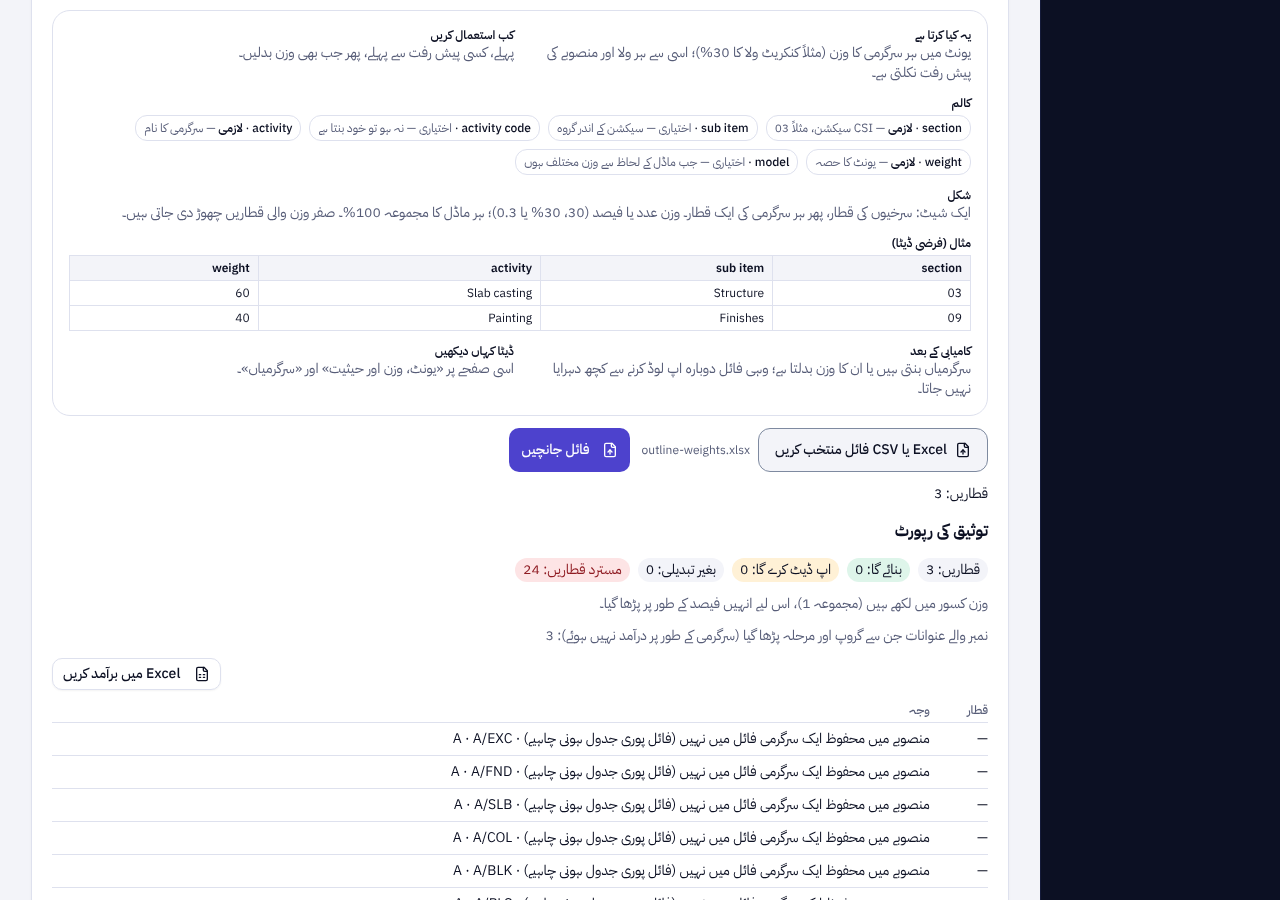 یہ کیا کرتا ہے
یونٹ میں ہر سرگرمی کا وزن (مثلاً کنکریٹ ولا کا 30%)؛ اسی سے ہر ولا اور منصوبے کی
پیش رفت نکلتی ہے۔
کب استعمال کریں
پہلے، کسی پیش رفت سے پہلے، پھر جب بھی وزن بدلیں۔
کالم
section · لازمی — CSI سیکشن، مثلاً 03
sub item · اختیاری — سیکشن کے اندر گروہ
activity code · اختیاری — نہ ہو تو خود بنتا ہے
activity · لازمی — سرگرمی کا نام
weight · لازمی — یونٹ کا حصہ
model · اختیاری — جب ماڈل کے لحاظ سے وزن مختلف ہوں
شکل
ایک شیٹ: سرخیوں کی قطار، پھر ہر سرگرمی کی ایک قطار۔ وزن عدد یا فیصد (30، 30% یا 0.3)؛ ہر ماڈل کا مجموعہ 100%۔ صفر وزن والی قطاریں چھوڑ دی جاتی ہیں۔
مثال (فرضی ڈیٹا)
section sub item activity weight
03 Structure Slab casting 60
09 Finishes Painting 40
کامیابی کے بعد
سرگرمیاں بنتی ہیں یا ان کا وزن بدلتا ہے؛ وہی فائل دوبارہ اپ لوڈ کرنے سے کچھ دہرایا
نہیں جاتا۔
ڈیٹا کہاں دیکھیں
اسی صفحے پر «یونٹ، وزن اور حیثیت» اور «سرگرمیاں»۔
Excel یا CSV فائل منتخب کریں
outline-weights.xlsx
فائل جانچیں
قطاریں: 3
توثیق کی رپورٹ
قطاریں: 3
بنائے گا: 0
اپ ڈیٹ کرے گا: 0
بغیر تبدیلی: 0
مسترد قطاریں: 24
وزن کسور میں لکھے ہیں (مجموعہ 1)، اس لیے انہیں فیصد کے طور پر پڑھا گیا۔
نمبر والے عنوانات جن سے گروپ اور مرحلہ پڑھا گیا (سرگرمی کے طور پر درآمد نہیں ہوئے): 3
Excel میں برآمد کریں
قطار وجہ
— منصوبے میں محفوظ ایک سرگرمی فائل میں نہیں (فائل پوری جدول ہونی چاہیے) · A · A/EXC
— منصوبے میں محفوظ ایک سرگرمی فائل میں نہیں (فائل پوری جدول ہونی چاہیے) · A · A/FND
— منصوبے میں محفوظ ایک سرگرمی فائل میں نہیں (فائل پوری جدول ہونی چاہیے) · A · A/SLB
— منصوبے میں محفوظ ایک سرگرمی فائل میں نہیں (فائل پوری جدول ہونی چاہیے) · A · A/COL
— منصوبے میں محفوظ ایک سرگرمی فائل میں نہیں (فائل پوری جدول ہونی چاہیے) · A · A/BLK